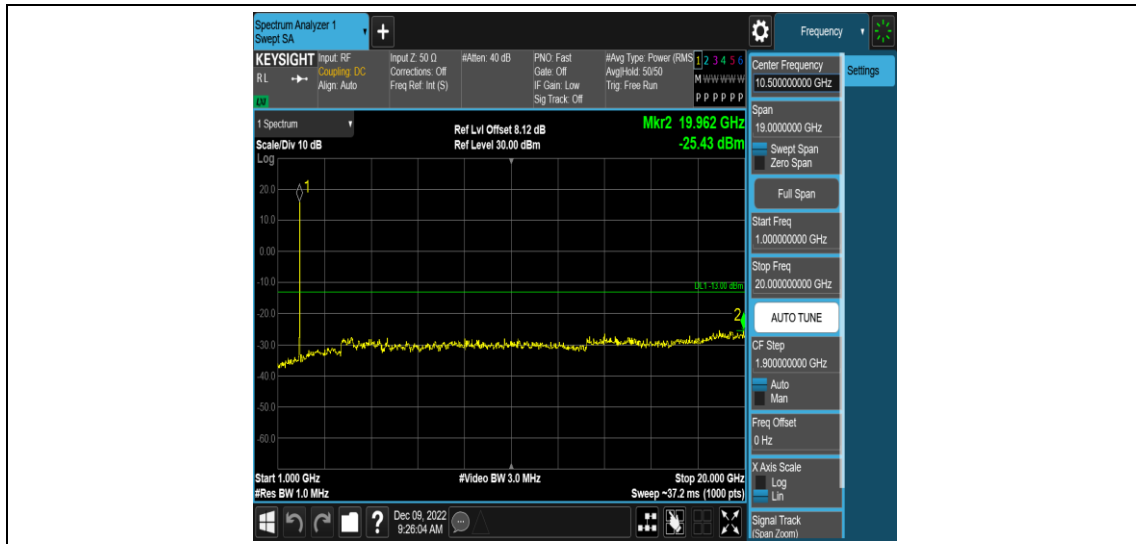 Spectrum Analyzer 1
Swept SA
+
Frequency
KEYSIGHT
RL
LXI
Input: RF
Coupling: DC
Align: Auto
Input Z: 50 Ω
Corrections: Off
Freq Ref: Int (S)
#Atten: 40 dB
PNO: Fast
Gate: Off
IF Gain: Low
Sig Track: Off
#Avg Type: Power (RMS
Avg|Hold: 50/50
Trig: Free Run
1 2 3 4 5 6
M W W W W W
P P P P P P
1 Spectrum
Scale/Div 10 dB
Log
Ref Lvl Offset 8.12 dB
Ref Level 30.00 dBm
Mkr2 19.962 GHz
-25.43 dBm
20.0
10.0
0.00
-10.0
-20.0
-30.0
-40.0
-50.0
-60.0
1
DL1 -13.00 dBm
2
Start 1.000 GHz
#Res BW 1.0 MHz
#Video BW 3.0 MHz
Stop 20.000 GHz
Sweep ~37.2 ms (1000 pts)
?
Dec 09, 2022
9:26:04 AM
Center Frequency
10.500000000 GHz
Settings
Span
19.0000000 GHz
Swept Span
Zero Span
Full Span
Start Freq
1.000000000 GHz
Stop Freq
20.000000000 GHz
AUTO TUNE
CF Step
1.900000000 GHz
Auto
Man
Freq Offset
0 Hz
X Axis Scale
Log
Lin
Signal Track
(Span Zoom)